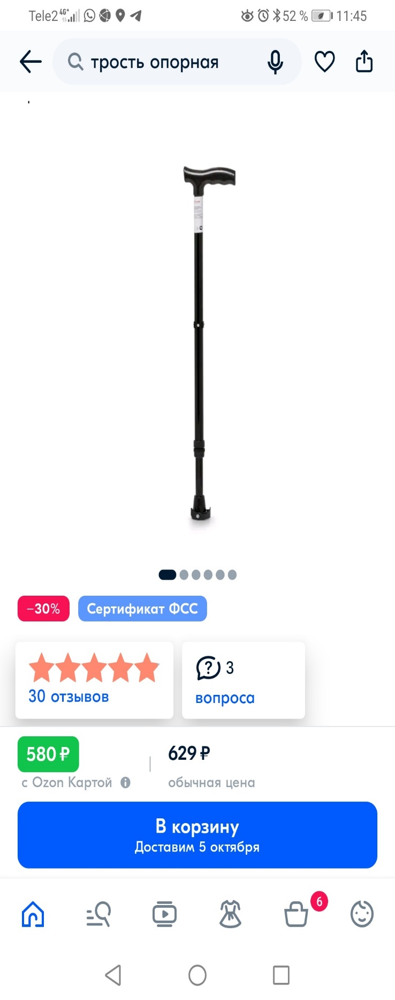 Tele2 4G+ 52 % 11:45
трость опорная
–30% Сертификат ФСС
30 отзывов
3
вопроса
580 ₽ 629 ₽
с Ozon Картой обычная цена
В корзину
Доставим 5 октября
6